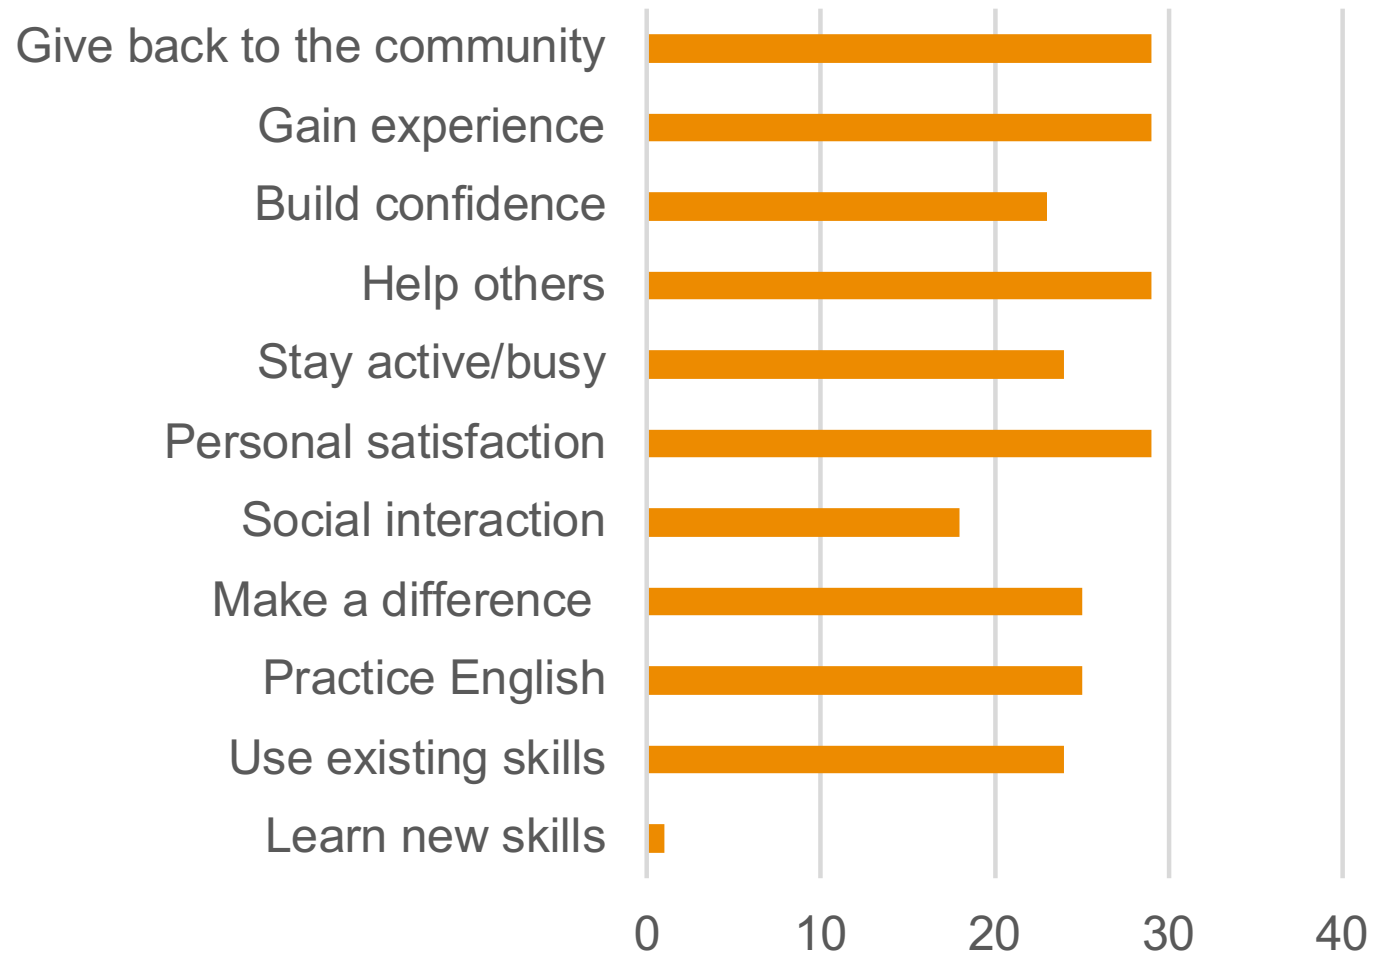 Give back to the community
Gain experience
Build confidence
Help others
Stay active/busy
Personal satisfaction
Social interaction
Make a difference
Practice English
Use existing skills
Learn new skills
0 10 20 30 40